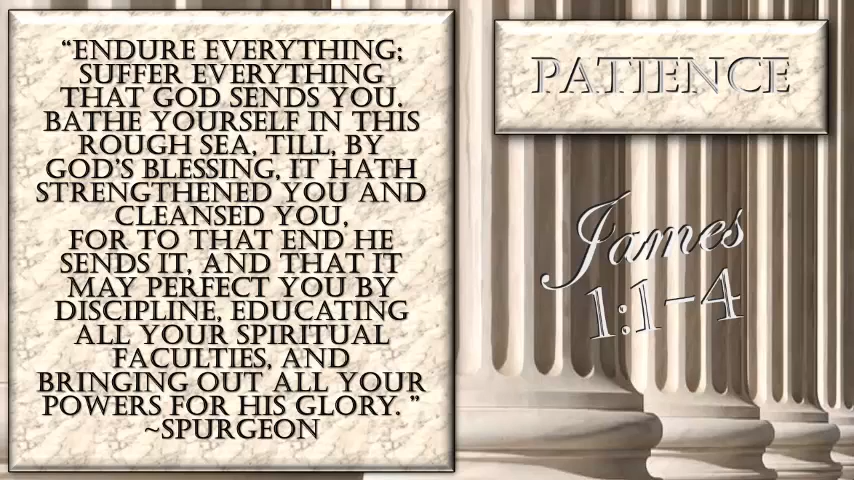 “ENDURE EVERYTHING;
SUFFER EVERYTHING
THAT GOD SENDS YOU.
BATHE YOURSELF IN THIS
ROUGH SEA, TILL, BY
GOD'S BLESSING, IT HATH
STRENGTHENED YOU AND
CLEANSED YOU,
FOR TO THAT END HE
SENDS IT, AND THAT IT
MAY PERFECT YOU BY
DISCIPLINE, EDUCATING
ALL YOUR SPIRITUAL
FACULTIES, AND
BRINGING OUT ALL YOUR
POWERS FOR HIS GLORY. ”
~SPURGEON
PATIENCE
James
1:1-4